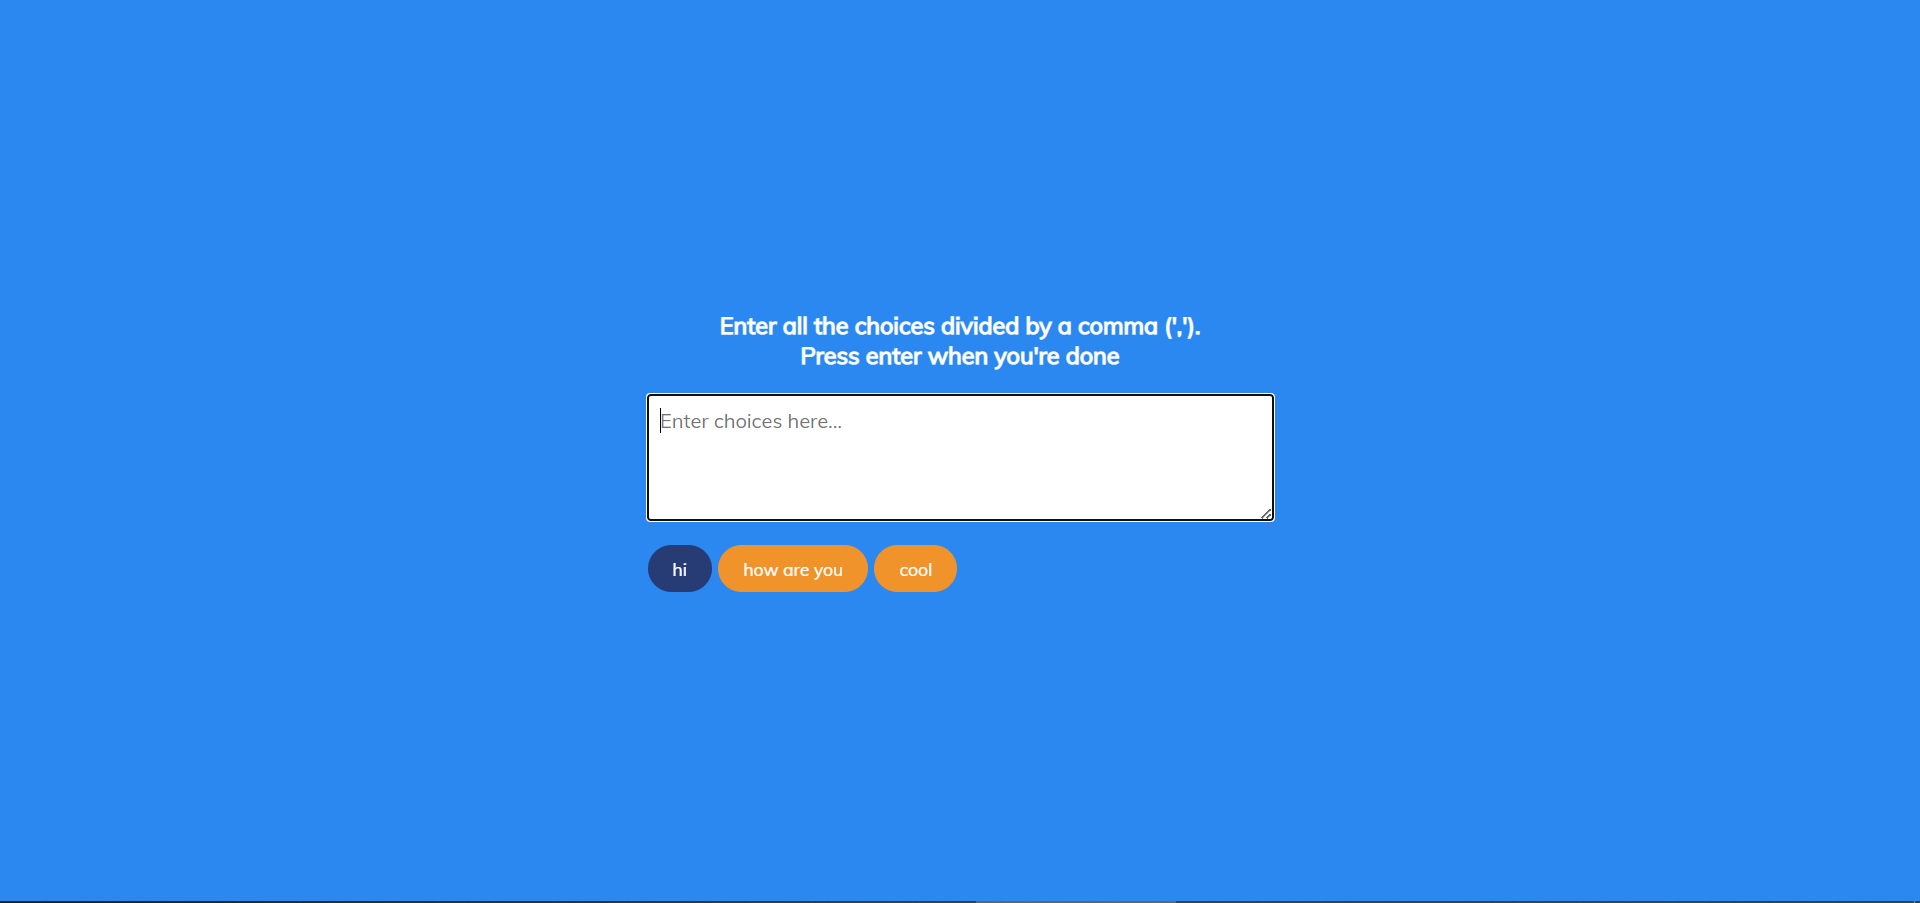 Enter all the choices divided by a comma (',').
Press enter when you're done
Enter choices here...
hi
how are you
cool